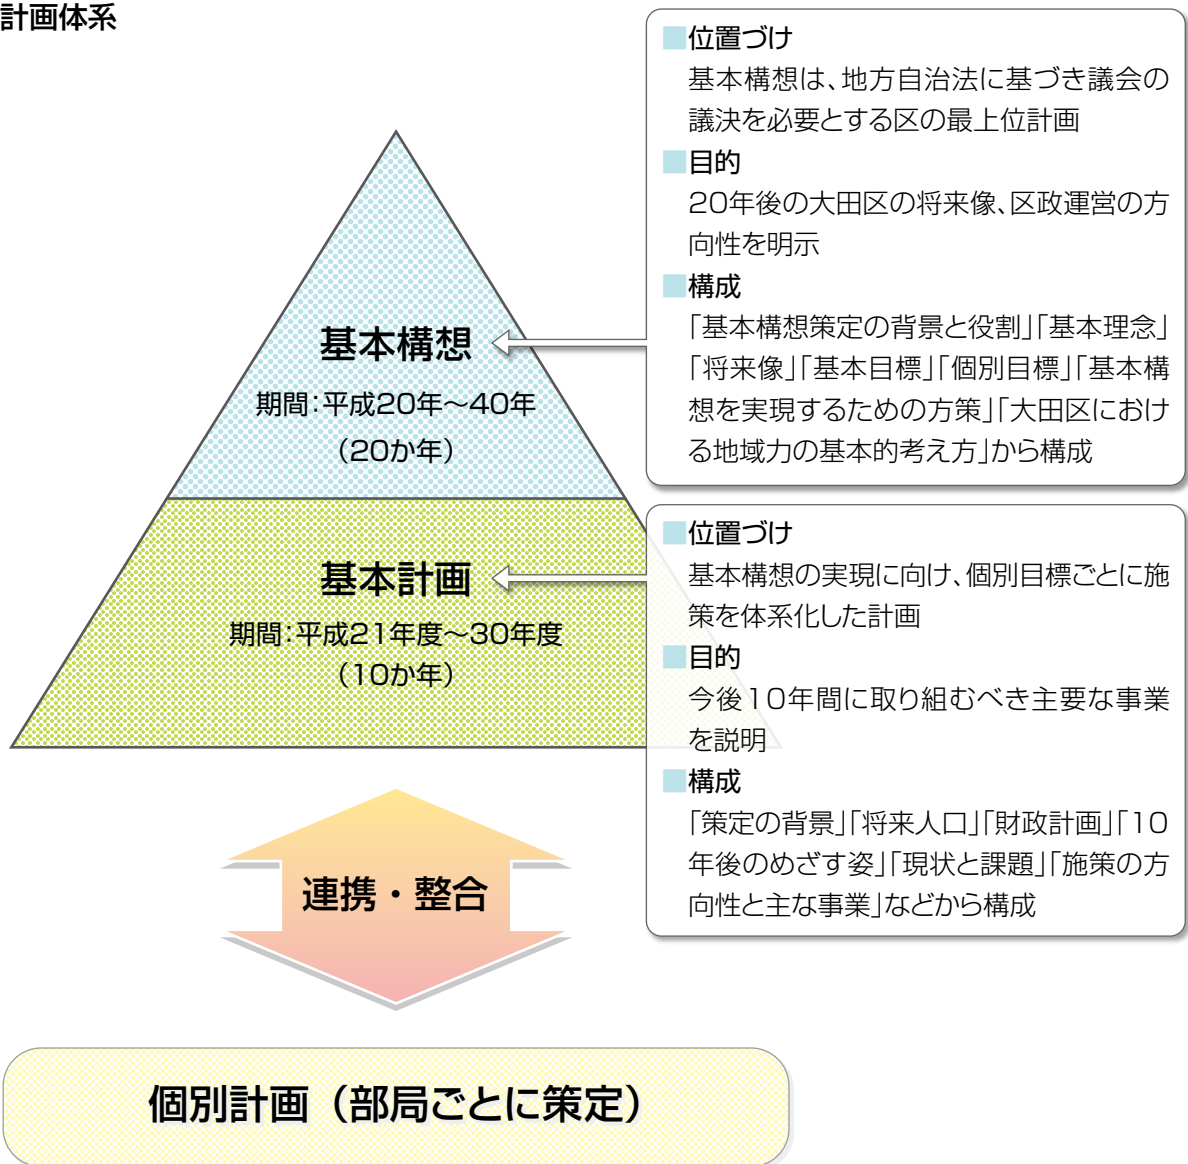 計画体系
■位置づけ
基本構想は、地方自治法に基づき議会の
議決を必要とする区の最上位計画
■目的
20年後の大田区の将来像、区政運営の方
向性を明示
■構成
「基本構想策定の背景と役割」「基本理念」
「将来像」「基本目標」「個別目標」「基本構
想を実現するための方策」「大田区におけ
る地域力の基本的考え方」から構成
基本構想
期間：平成20年～40年
（20か年）
■位置づけ
基本構想の実現に向け、個別目標ごとに施
策を体系化した計画
■目的
今後10年間に取り組むべき主要な事業
を説明
■構成
「策定の背景」「将来人口」「財政計画」「10
年後のめざす姿」「現状と課題」「施策の方
向性と主な事業」などから構成
基本計画
期間：平成21年度～30年度
（10か年）
連携・整合
個別計画（部局ごとに策定）